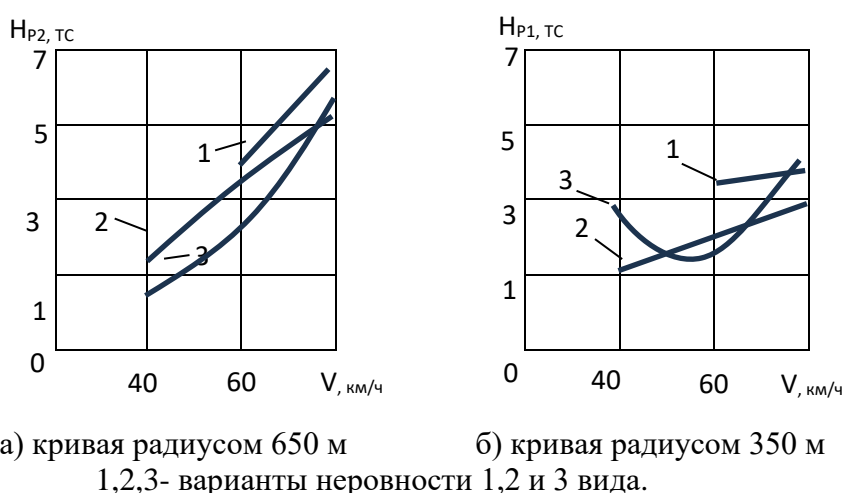 HР2, ТС
7
5
3
1
0
1
2
3
40
60
V, км/ч
HР1, ТС
7
5
3
1
0
1
3
2
40
60
V, км/ч
а) кривая радиусом 650 м
б) кривая радиусом 350 м
1,2,3- варианты неровности 1,2 и 3 вида.